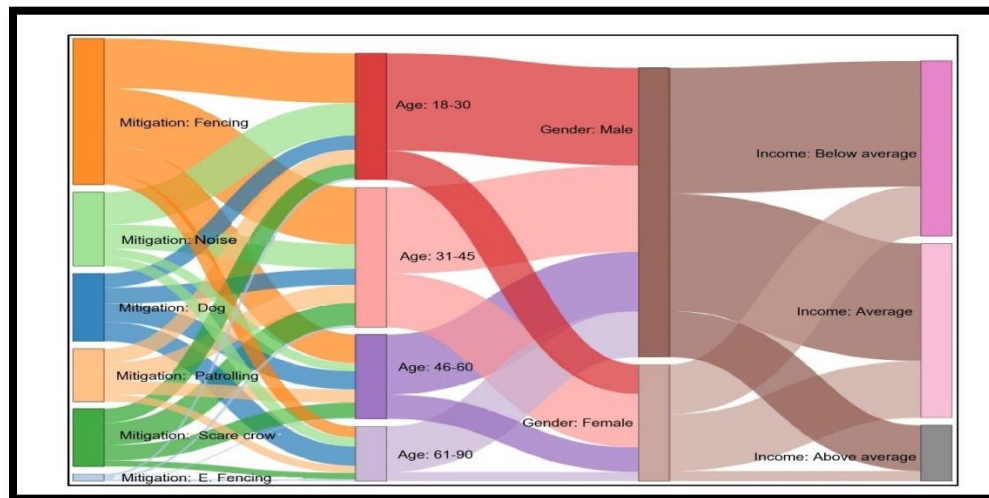 Mitigation: Fencing
Mitigation: Noise
Mitigation: Dog
Mitigation: Patrolling
Mitigation: Scare crow
Mitigation: E. Fencing
Age: 18-30
Age: 31-45
Age: 46-60
Age: 61-90
Gender: Male
Gender: Female
Income: Below average
Income: Average
Income: Above average